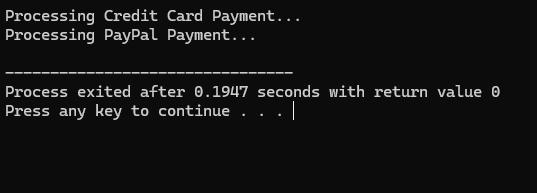 Processing Credit Card Payment...
Processing PayPal Payment...
--------------------------------
Process exited after 0.1947 seconds with return value 0
Press any key to continue . . .